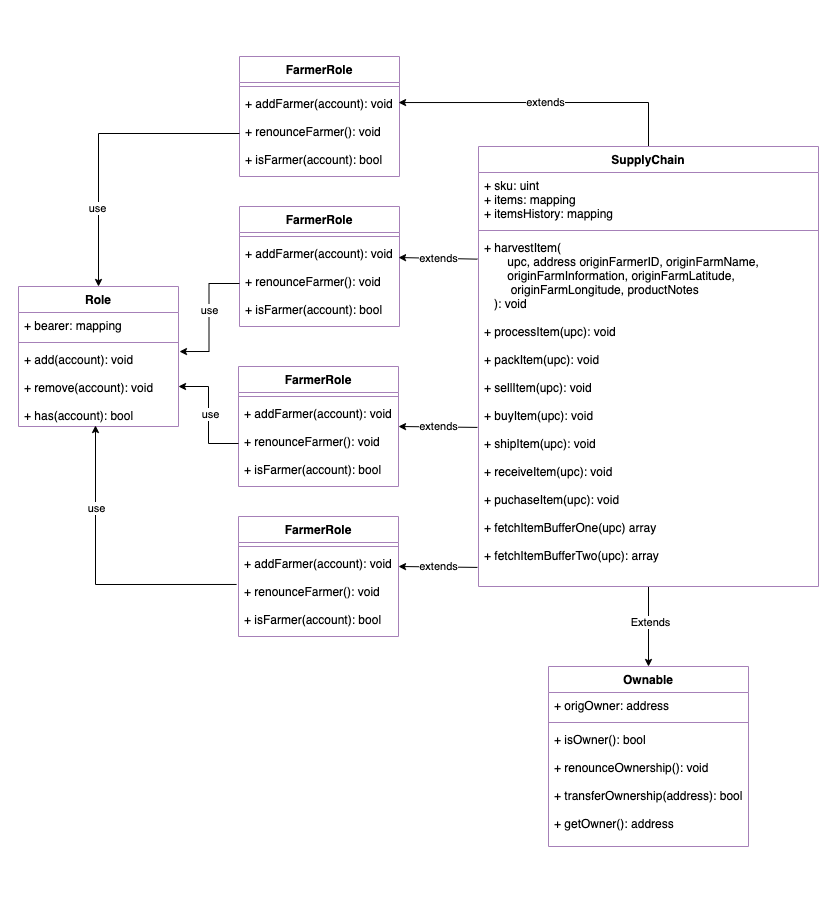 FarmerRole
+ addFarmer(account): void
+ renounceFarmer(): void
+ isFarmer(account): bool
extends
SupplyChain
+ sku: uint
+ items: mapping
+ itemsHistory: mapping
+ harvestItem(
upc, address originFarmerID, originFarmName,
originFarmInformation, originFarmLatitude,
originFarmLongitude, productNotes
): void
+ processItem(upc): void
+ packItem(upc): void
+ sellItem(upc): void
+ buyItem(upc): void
+ shipItem(upc): void
+ receiveItem(upc): void
+ puchaseItem(upc): void
+ fetchItemBufferOne(upc) array
+ fetchItemBufferTwo(upc): array
use
FarmerRole
+ addFarmer(account): void
+ renounceFarmer(): void
+ isFarmer(account): bool
extends
use
Role
+ bearer: mapping
+ add(account): void
+ remove(account): void
+ has(account): bool
FarmerRole
+ addFarmer(account): void
+ renounceFarmer(): void
+ isFarmer(account): bool
extends
use
use
FarmerRole
+ addFarmer(account): void
+ renounceFarmer(): void
+ isFarmer(account): bool
extends
Extends
Ownable
+ origOwner: address
+ isOwner(): bool
+ renounceOwnership(): void
+ transferOwnership(address): bool
+ getOwner(): address